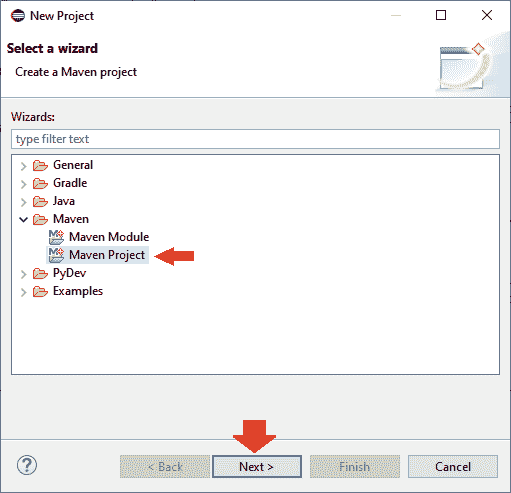 New Project
Select a wizard
Create a Maven project
Wizards:
type filter text
General
Gradle
Java
Maven
Maven Module
Maven Project
PyDev
Examples
? < Back Next > Finish Cancel